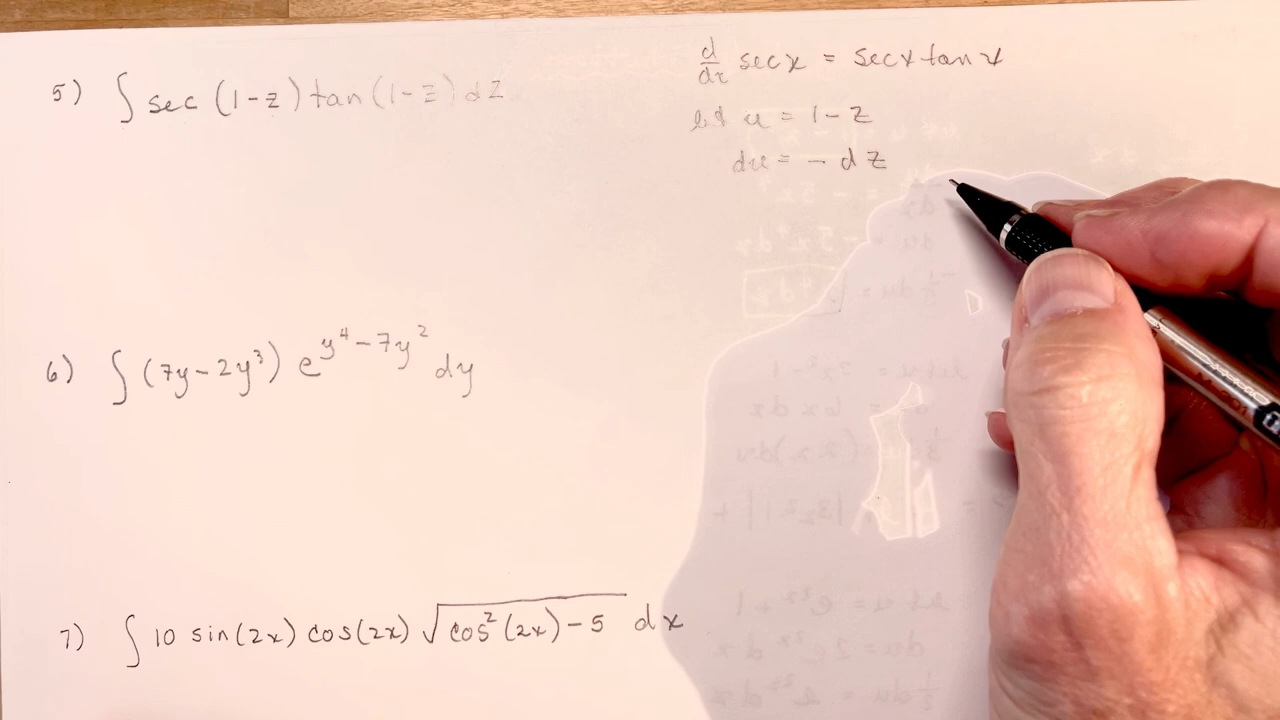 5) ∫ sec (1-z) tan (1-z) dz
d/dx sec x = sec x tan x
let u = 1 - z
du = - dz
6) ∫ (7y - 2y³) e^(y⁴ - 7y²) dy
7) ∫ 10 sin(2x) cos(2x) √(cos²(2x) - 5) dx